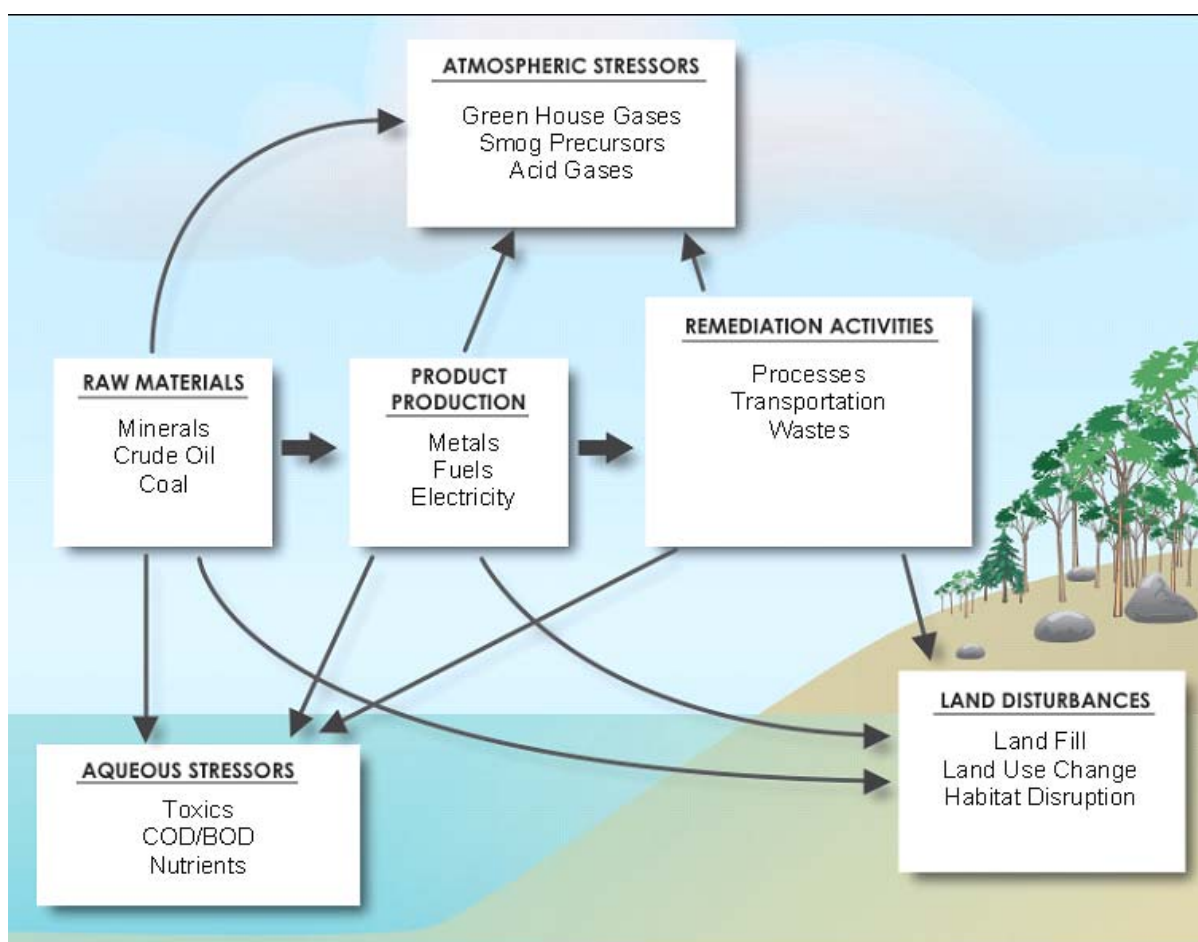 ATMOSPHERIC STRESSORS
Green House Gases
Smog Precursors
Acid Gases
RAW MATERIALS
Minerals
Crude Oil
Coal
PRODUCT
PRODUCTION
Metals
Fuels
Electricity
REMEDIATION ACTIVITIES
Processes
Transportation
Wastes
AQUEOUS STRESSORS
Toxics
COD/BOD
Nutrients
LAND DISTURBANCES
Land Fill
Land Use Change
Habitat Disruption